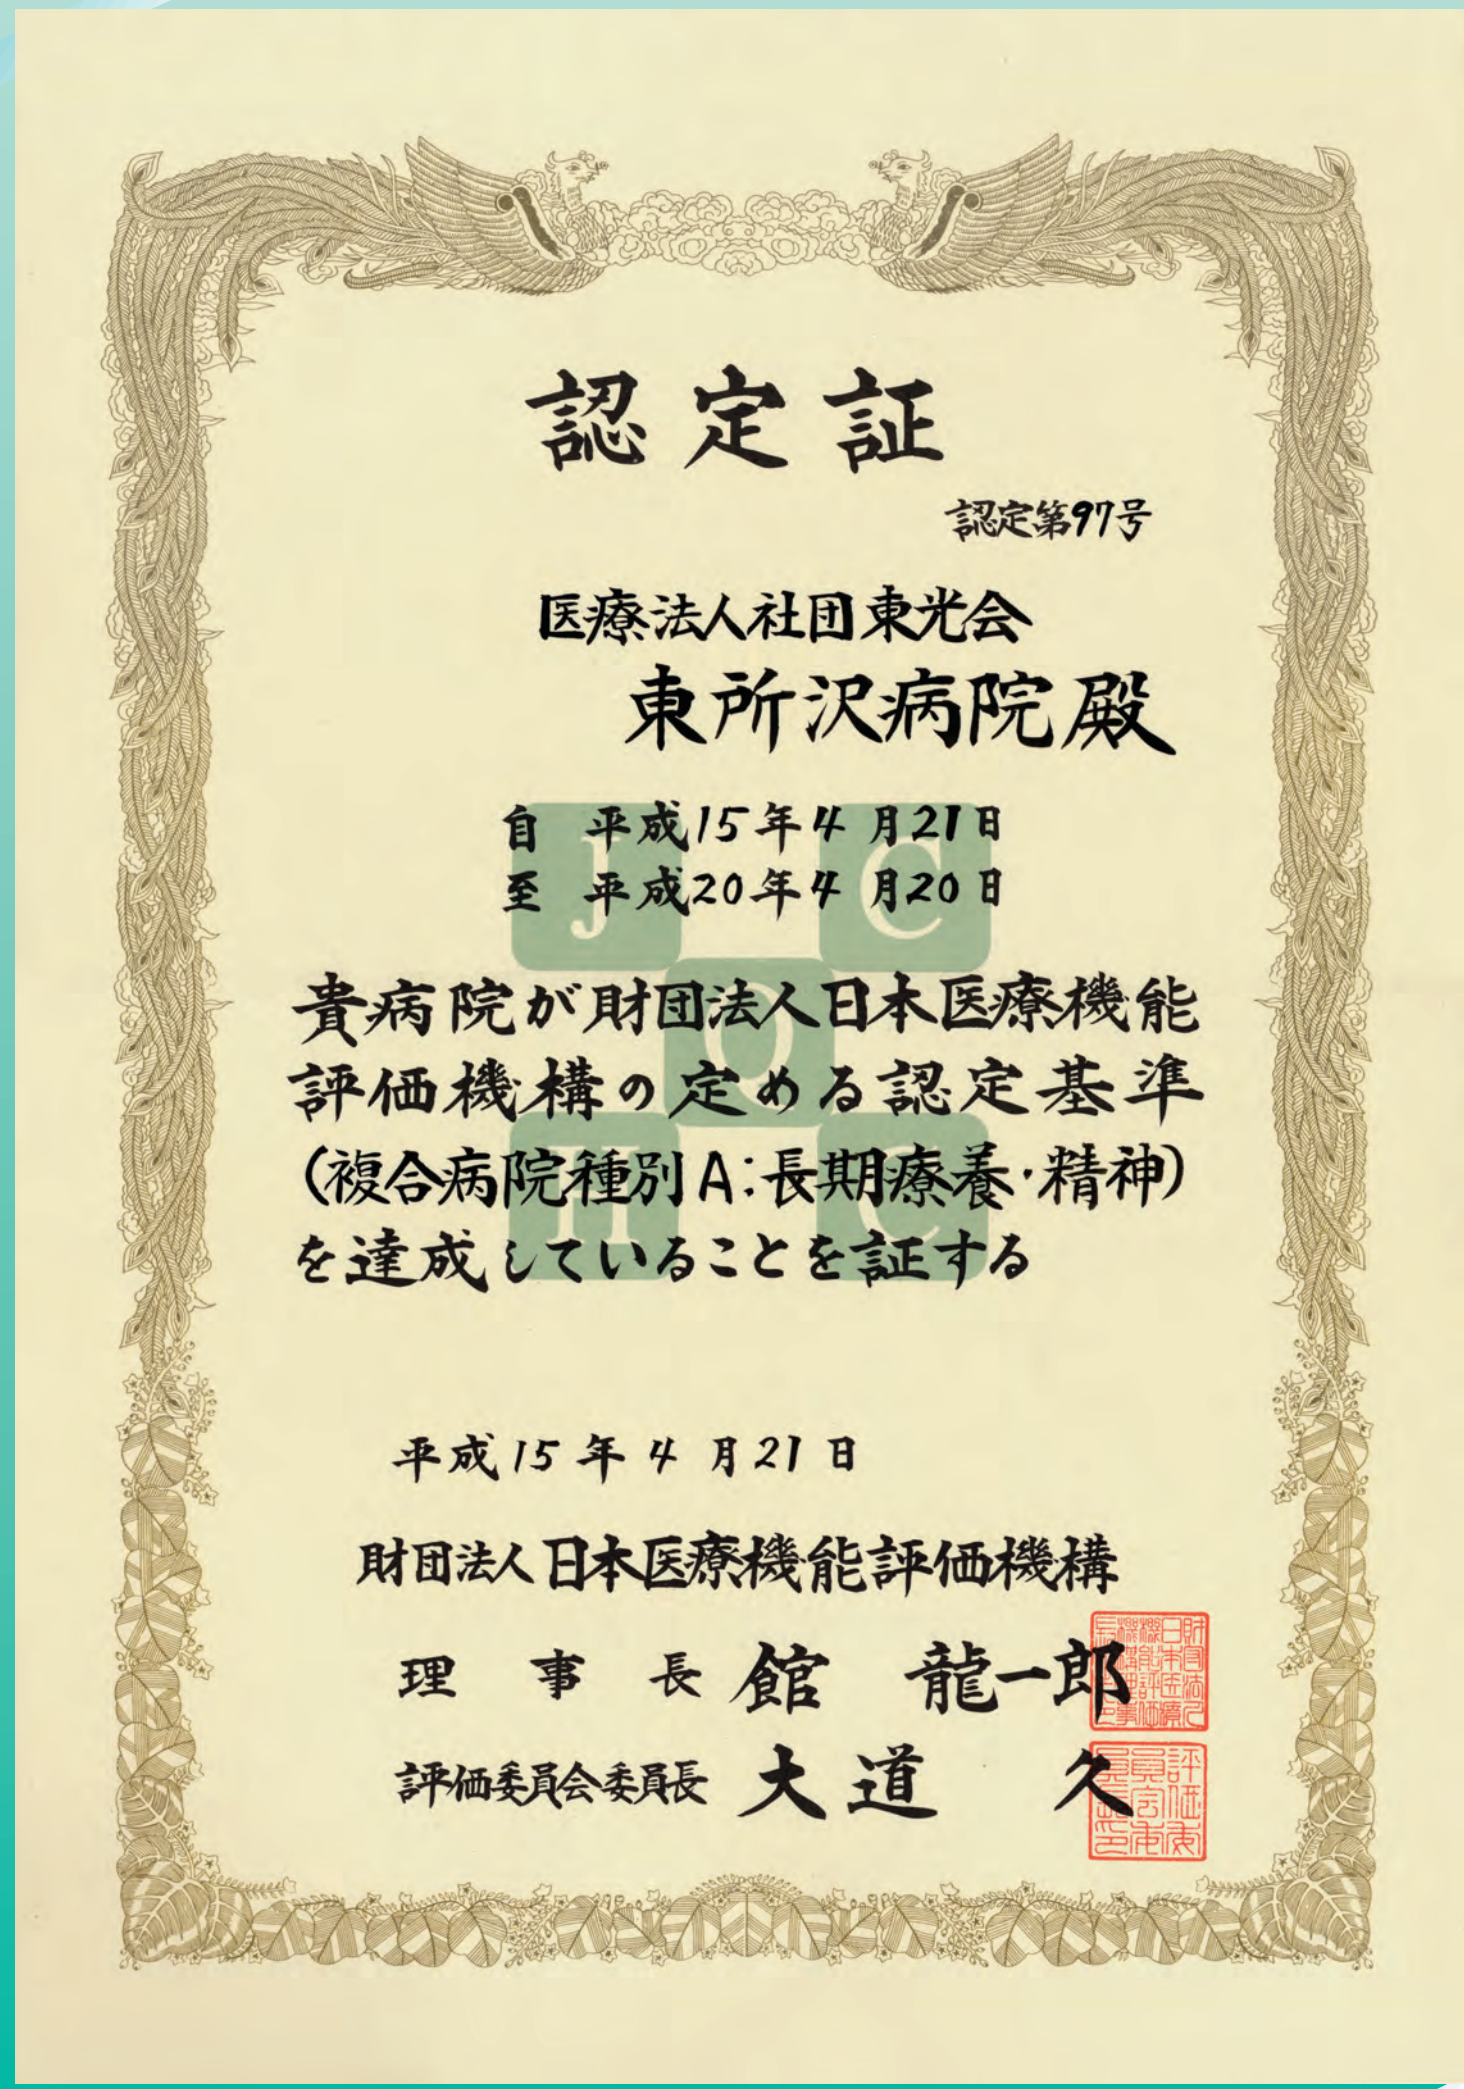 認定証
認定第97号
医療法人社団東光会
東所沢病院殿
自 平成15年4月21日
至 平成20年4月20日
貴病院が財団法人日本医療機能
評価機構の定める認定基準
(複合病院種別A:長期療養・精神)
を達成していることを証する
J C
Q
H C
平成15年4月21日
財団法人日本医療機能評価機構
理事長 館 龍一郎
評価委員会委員長 大道 久